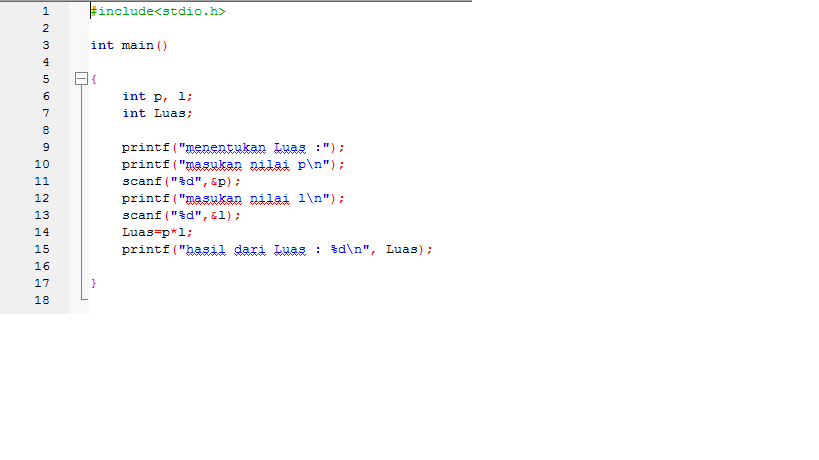 1 #include<stdio.h>
2
3 int main()
4
5 {
6 int p, l;
7 int Luas;
8
9 printf("menentukan Luas :");
10 printf("masukan nilai p\n");
11 scanf("%d",&p);
12 printf("masukan nilai l\n");
13 scanf("%d",&l);
14 Luas=p*l;
15 printf("hasil dari Luas : %d\n", Luas);
16
17 }
18